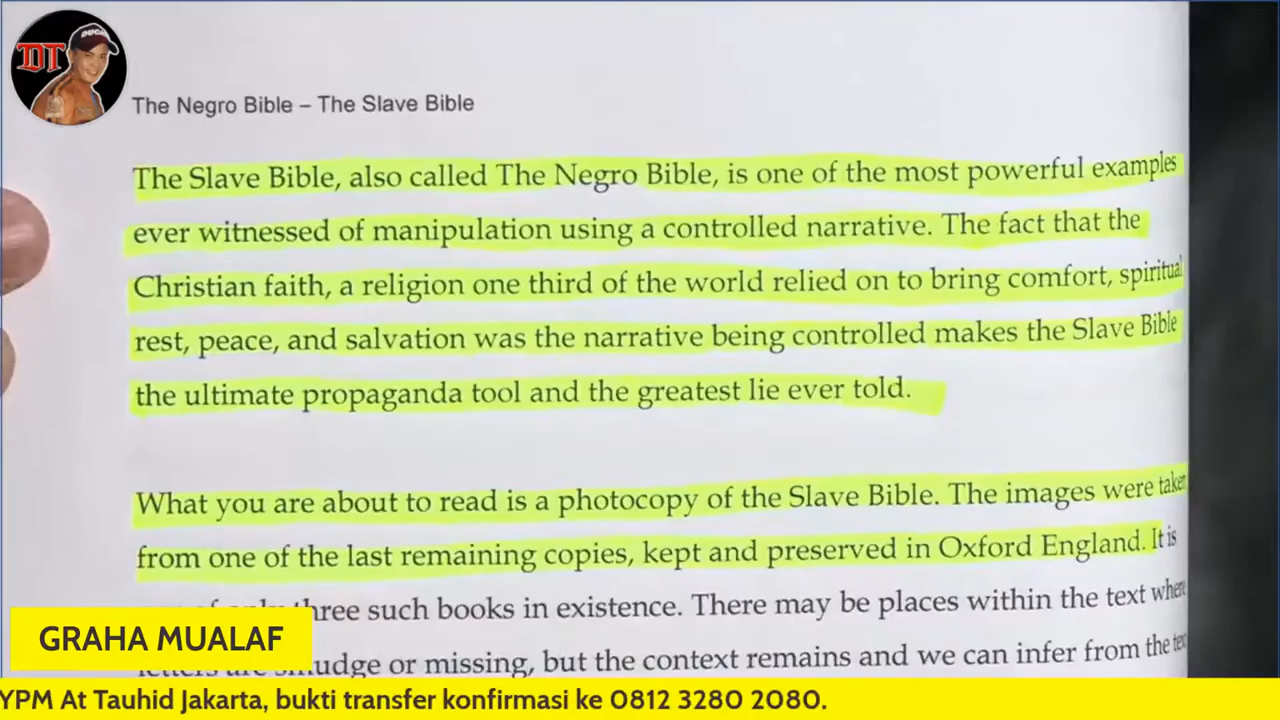 DT
The Negro Bible – The Slave Bible
The Slave Bible, also called The Negro Bible, is one of the most powerful examples
ever witnessed of manipulation using a controlled narrative. The fact that the
Christian faith, a religion one third of the world relied on to bring comfort, spiritual
rest, peace, and salvation was the narrative being controlled makes the Slave Bible
the ultimate propaganda tool and the greatest lie ever told.
What you are about to read is a photocopy of the Slave Bible. The images were taken
from one of the last remaining copies, kept and preserved in Oxford England. It is
three such books in existence. There may be places within the text where
or missing, but the context remains and we can infer from the
GRAHA MUALAF
YPM At Tauhid Jakarta, bukti transfer konfirmasi ke 0812 3280 2080.